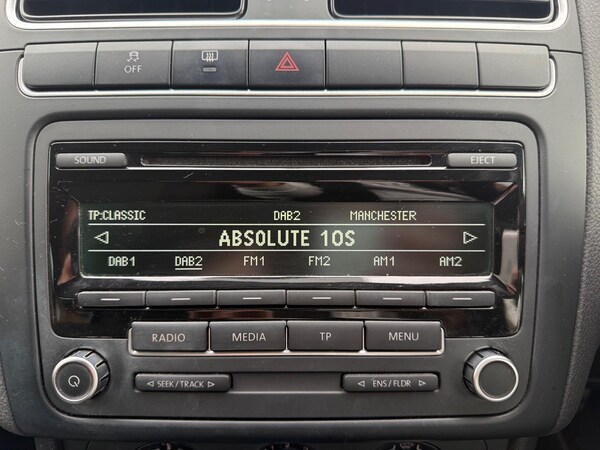 OFF
SOUND
EJECT
TP:CLASSIC DAB2 MANCHESTER
ABSOLUTE 10S
DAB1 DAB2 FM1 FM2 AM1 AM2
RADIO MEDIA TP MENU
SEEK / TRACK
ENS / FLDR